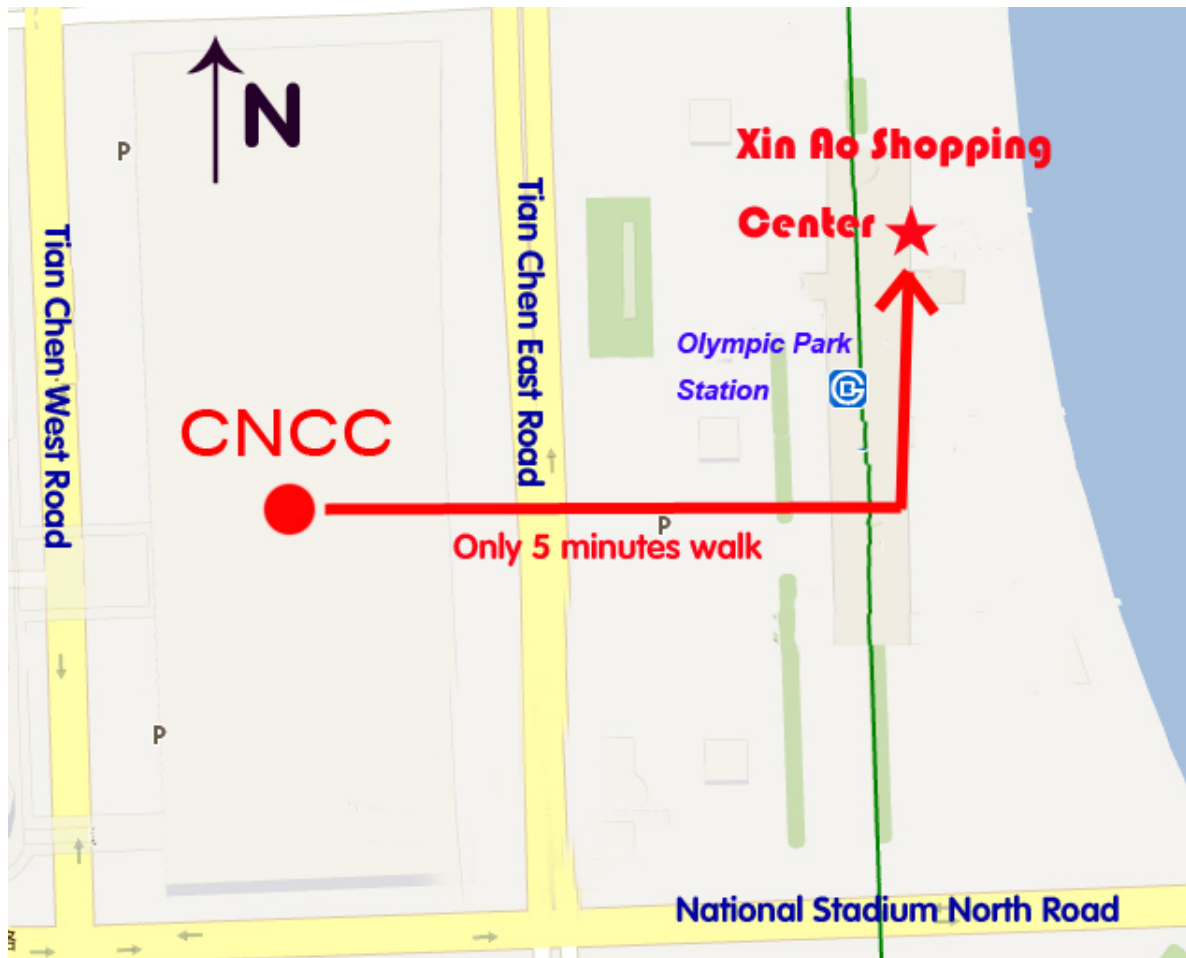 N
P
Xin Ao Shopping
Center
Tian Chen West Road
Tian Chen East Road
Olympic Park
Station
CNCC
P
Only 5 minutes walk
P
National Stadium North Road
路